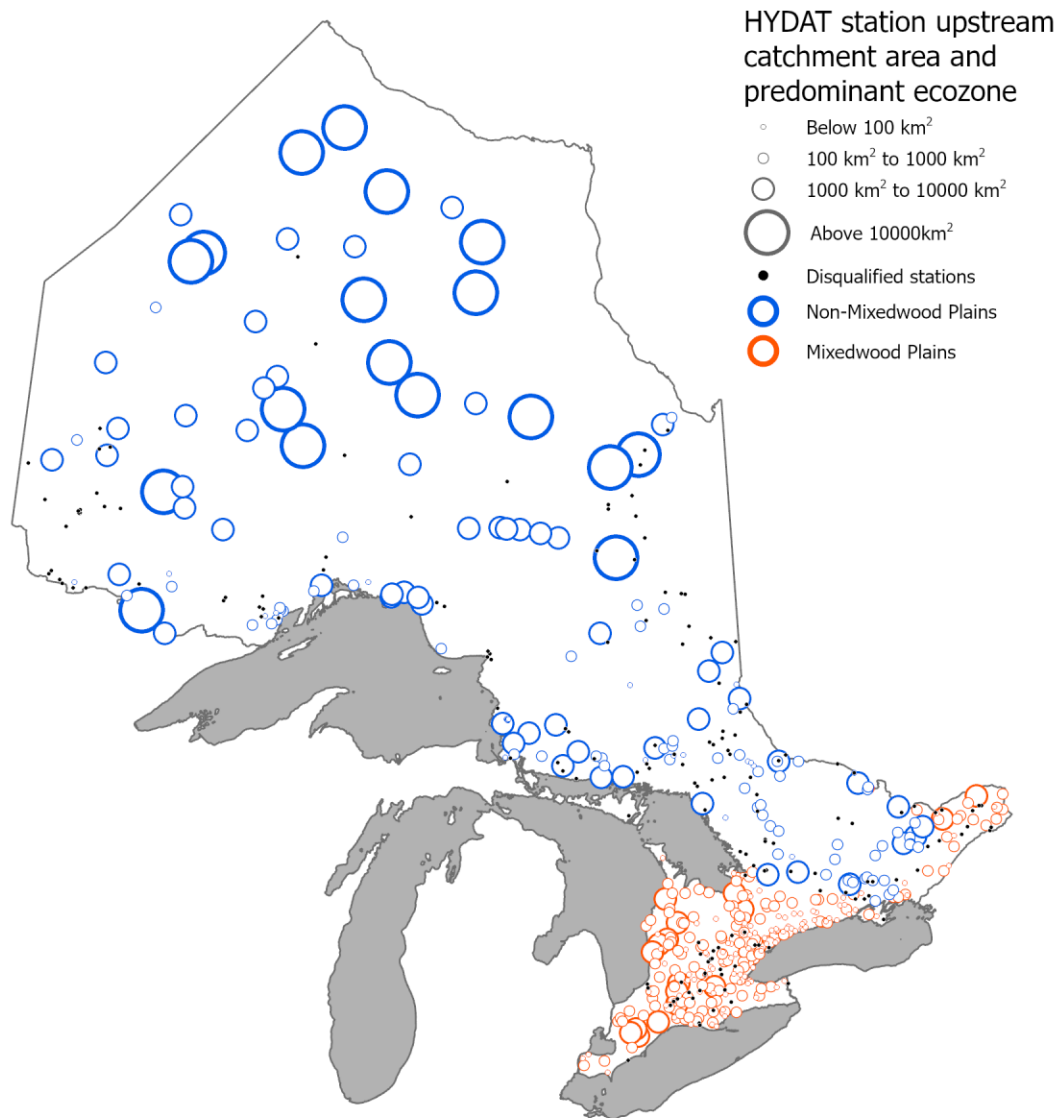 HYDAT station upstream
catchment area and
predominant ecozone
Below 100 km²
100 km² to 1000 km²
1000 km² to 10000 km²
Above 10000km²
Disqualified stations
Non-Mixedwood Plains
Mixedwood Plains